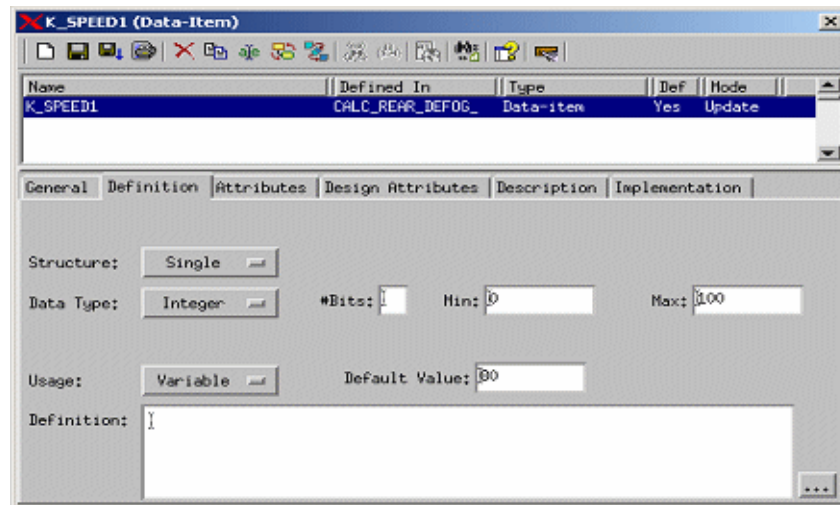 K_SPEED1 (Data-Item)
Name Defined In Type Def Mode
K_SPEED1 CALC_REAR_DEFOG_ Data-item Yes Update
General Definition Attributes Design Attributes Description Implementation
Structure: Single
Data Type: Integer #Bits: Min: 0 Max: 100
Usage: Variable Default Value: 80
Definition:
...